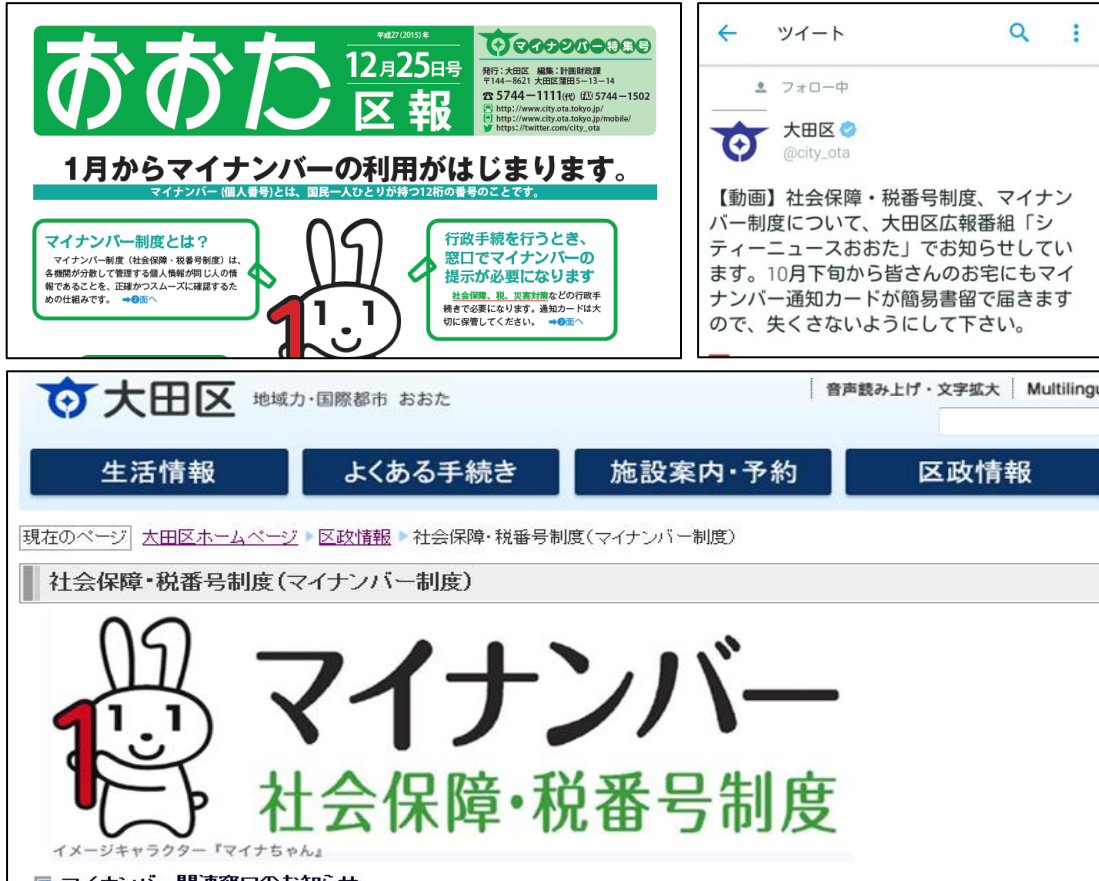 おおた
平成27(2015)年
12月25日号
区報
マイナンバー特集号
発行:大田区 編集:計画財政課
〒144－8621 大田区蒲田5－13－14
☎5744－1111(代) FAX 5744－1502
http://www.city.ota.tokyo.jp/
http://www.city.ota.tokyo.jp/mobile/
https://twitter.com/city_ota
1月からマイナンバーの利用がはじまります。
マイナンバー(個人番号)とは、国民一人ひとりが持つ12桁の番号のことです。
マイナンバー制度とは？
マイナンバー制度(社会保障・税番号制度)は、
各機関が分散して管理する個人情報が同じ人の情
報であることを、正確かつスムーズに確認するた
めの仕組みです。 ➡❷面へ
行政手続を行うとき、
窓口でマイナンバーの
提示が必要になります
社会保障、税、災害対策などの行政手
続きで必要になります。通知カードは大
切に保管してください。 ➡❷面へ
1
ツイート
フォロー中
大田区
@city_ota
【動画】社会保障・税番号制度、マイナン
バー制度について、大田区広報番組「シ
ティーニュースおおた」でお知らせしてい
ます。10月下旬から皆さんのお宅にもマイ
ナンバー通知カードが簡易書留で届きます
ので、失くさないようにして下さい。
大田区 地域力・国際都市 おおた
音声読み上げ・文字拡大 Multilingu
生活情報 よくある手続き 施設案内・予約 区政情報
現在のページ 大田区ホームページ 区政情報 社会保障・税番号制度(マイナンバー制度)
社会保障・税番号制度(マイナンバー制度)
1
マイナンバー
社会保障・税番号制度
イメージキャラクター『マイナちゃん』
マイナンバー関連窓口のお知らせ